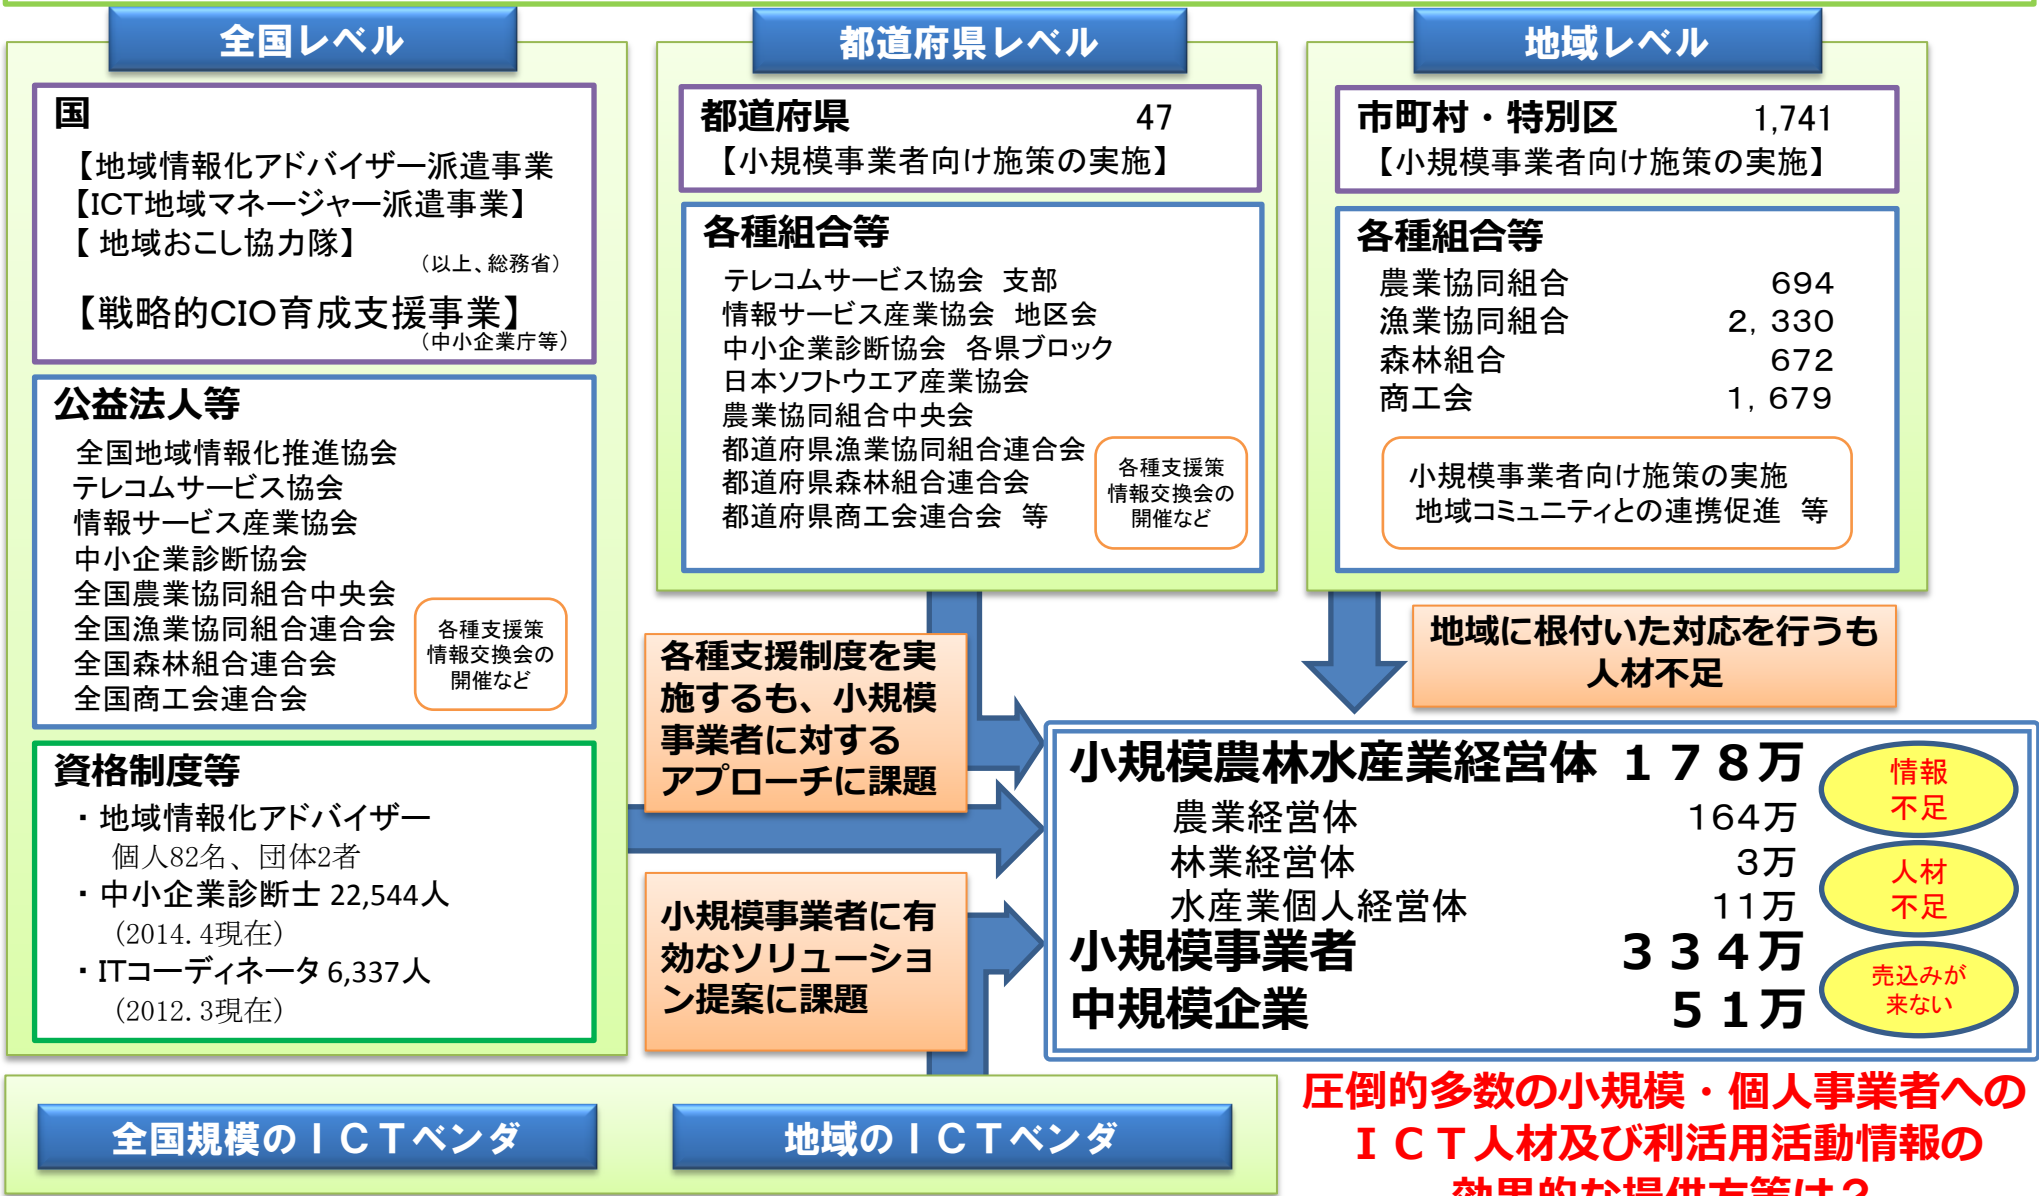 全国レベル
国
【地域情報化アドバイザー派遣事業
【ICT地域マネージャー派遣事業】
【 地域おこし協力隊】
（以上、総務省）
【戦略的CIO育成支援事業】
（中小企業庁等）
公益法人等
全国地域情報化推進協会
テレコムサービス協会
情報サービス産業協会
中小企業診断協会
全国農業協同組合中央会
全国漁業協同組合連合会
全国森林組合連合会
全国商工会連合会
各種支援策
情報交換会の
開催など
資格制度等
・地域情報化アドバイザー
個人82名、団体2者
・中小企業診断士 22,544人
（2014.4現在）
・ITコーディネータ 6,337人
（2012.3現在）
都道府県レベル
都道府県 47
【小規模事業者向け施策の実施】
各種組合等
テレコムサービス協会 支部
情報サービス産業協会 地区会
中小企業診断協会 各県ブロック
日本ソフトウエア産業協会
農業協同組合中央会
都道府県漁業協同組合連合会
都道府県森林組合連合会
都道府県商工会連合会 等
各種支援策
情報交換会の
開催など
地域レベル
市町村・特別区 1,741
【小規模事業者向け施策の実施】
各種組合等
農業協同組合 694
漁業協同組合 2，330
森林組合 672
商工会 1，679
小規模事業者向け施策の実施
地域コミュニティとの連携促進 等
各種支援制度を実
施するも、小規模
事業者に対する
アプローチに課題
地域に根付いた対応を行うも
人材不足
小規模事業者に有
効なソリューショ
ン提案に課題
小規模農林水産業経営体 １７８万
農業経営体 164万
林業経営体 3万
水産業個人経営体 11万
小規模事業者 ３３４万
中規模企業 ５１万
情報
不足
人材
不足
売込みが
来ない
全国規模のＩＣＴベンダ
地域のＩＣＴベンダ
圧倒的多数の小規模・個人事業者への
ＩＣＴ人材及び利活用活動情報の
効果的な提供方策は？